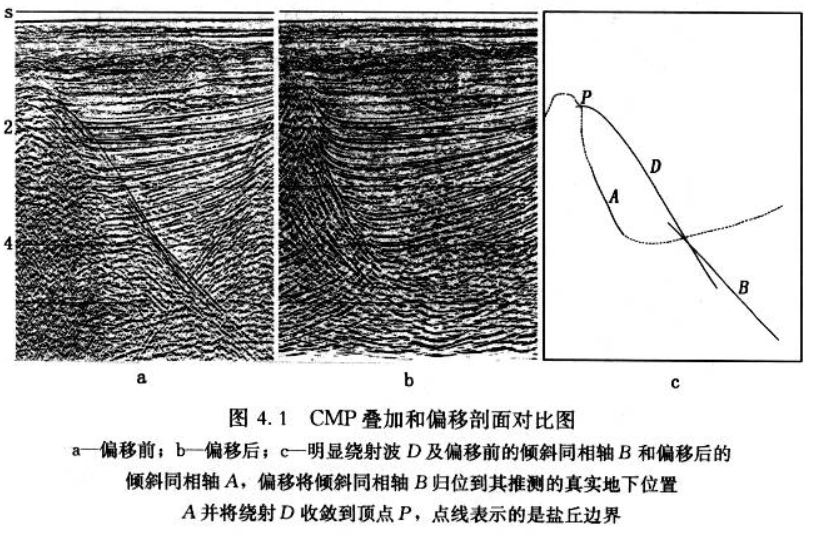 s
2
4
P
D
A
B
a
b
c
图 4.1 CMP 叠加和偏移剖面对比图
a—偏移前；b—偏移后；c—明显绕射波 D 及偏移前的倾斜同相轴 B 和偏移后的
倾斜同相轴 A，偏移将倾斜同相轴 B 归位到其推测的真实地下位置
A 并将绕射 D 收敛到顶点 P，点线表示的是盐丘边界